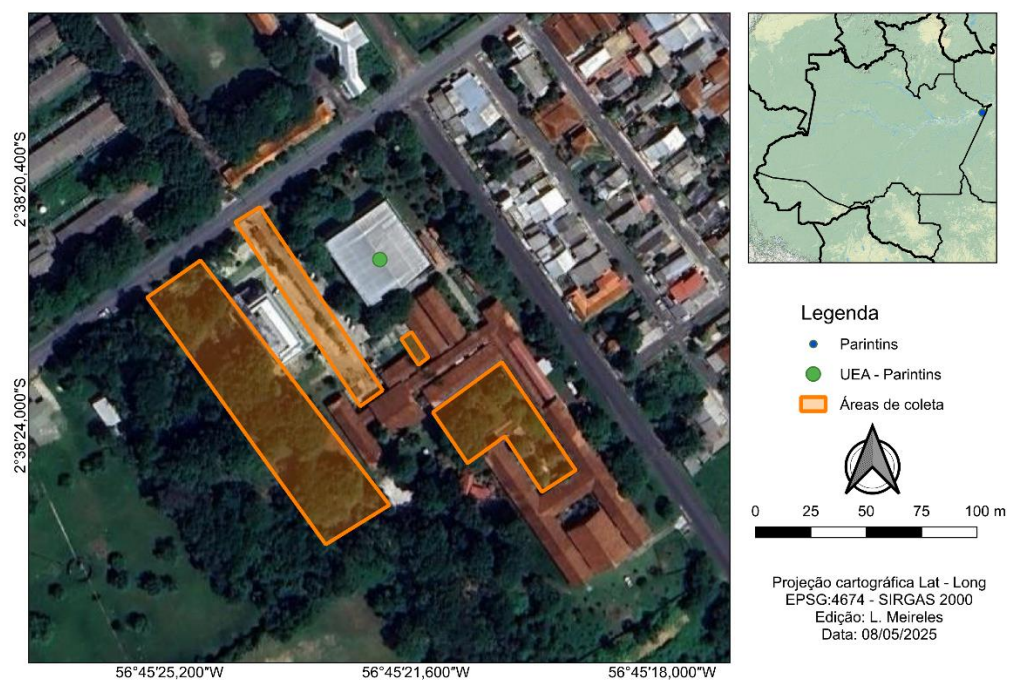 2°38'20,400"S
2°38'24,000"S
56°45'25,200"W
56°45'21,600"W
56°45'18,000"W
Legenda
Parintins
UEA - Parintins
Áreas de coleta
0 25 50 75 100 m
Projeção cartográfica Lat - Long
EPSG:4674 - SIRGAS 2000
Edição: L. Meireles
Data: 08/05/2025